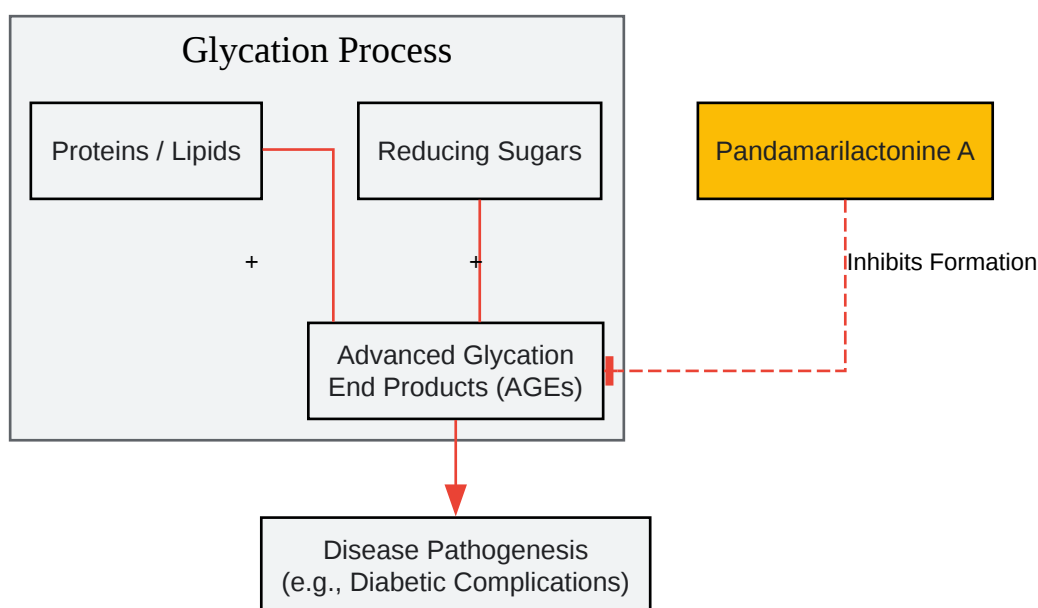 Glycation Process
Proteins / Lipids
Reducing Sugars
Pandamarilactonine A
+
+
Inhibits Formation
Advanced Glycation
End Products (AGEs)
Disease Pathogenesis
(e.g., Diabetic Complications)